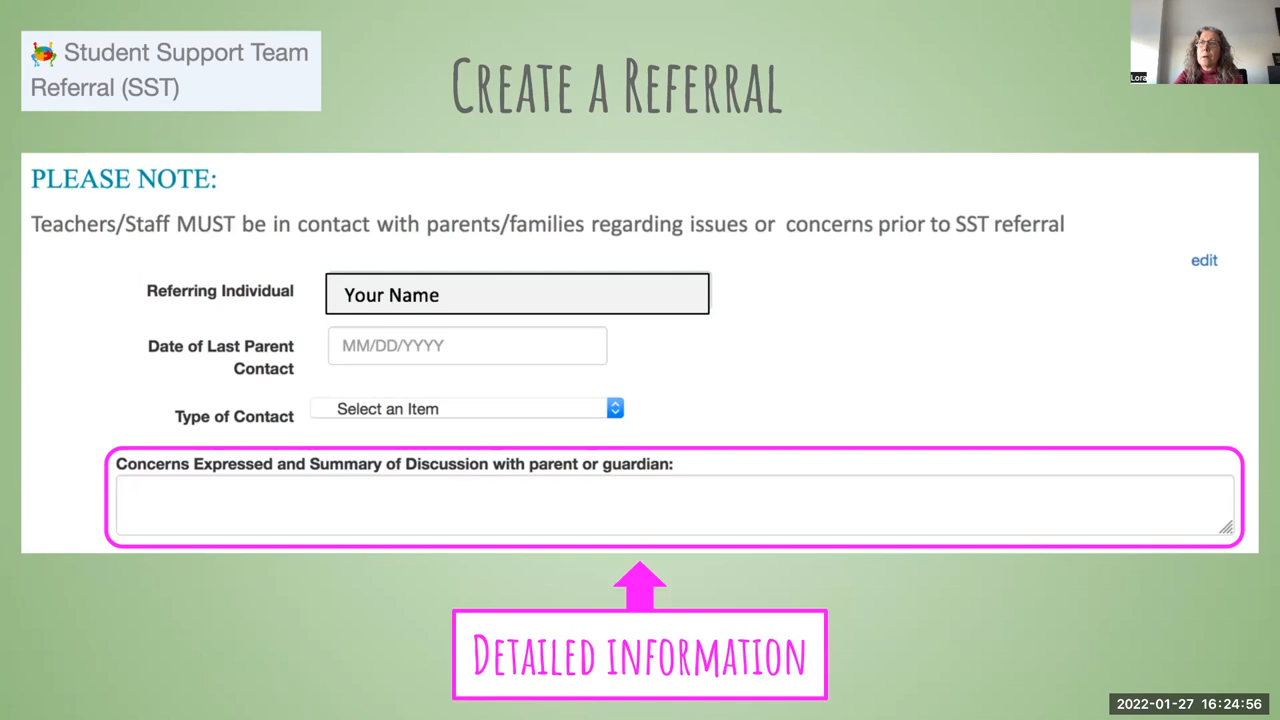 Student Support Team
Referral (SST)
CREATE A REFERRAL
Lora
PLEASE NOTE:
Teachers/Staff MUST be in contact with parents/families regarding issues or concerns prior to SST referral
edit
Referring Individual
Your Name
Date of Last Parent
Contact
MM/DD/YYYY
Type of Contact
Select an Item
Concerns Expressed and Summary of Discussion with parent or guardian:
DETAILED INFORMATION
2022-01-27 16:24:56